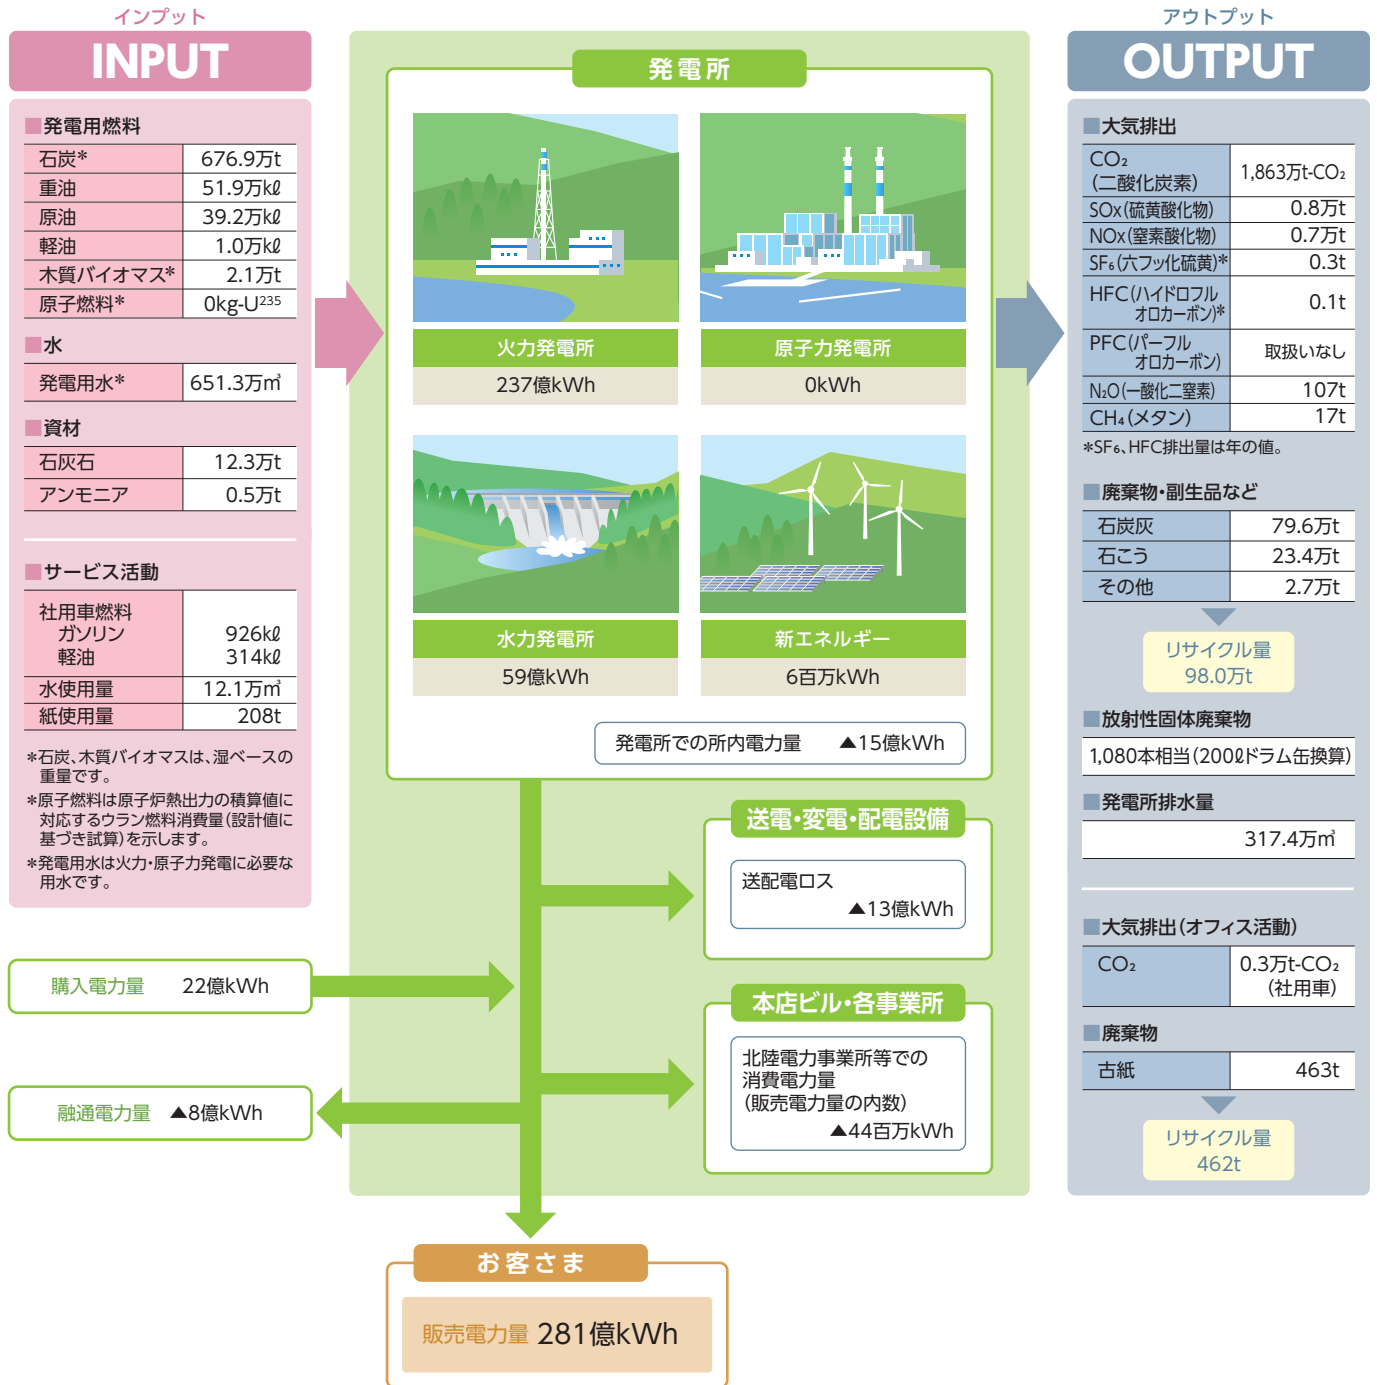 インプット
INPUT
■発電用燃料
石炭* 676.9万t
重油 51.9万kℓ
原油 39.2万kℓ
軽油 1.0万kℓ
木質バイオマス* 2.1万t
原子燃料* 0kg-U²³⁵
■水
発電用水* 651.3万㎥
■資材
石灰石 12.3万t
アンモニア 0.5万t
■サービス活動
社用車燃料
ガソリン 926kℓ
軽油 314kℓ
水使用量 12.1万㎥
紙使用量 208t
*石炭、木質バイオマスは、湿ベースの
重量です。
*原子燃料は原子炉熱出力の積算値に
対応するウラン燃料消費量(設計値に
基づき試算)を示します。
*発電用水は火力・原子力発電に必要な
用水です。
購入電力量 22億kWh
融通電力量 ▲8億kWh
発電所
火力発電所
237億kWh
原子力発電所
0kWh
水力発電所
59億kWh
新エネルギー
6百万kWh
発電所での所内電力量 ▲15億kWh
送電・変電・配電設備
送配電ロス
▲13億kWh
本店ビル・各事業所
北陸電力事業所等での
消費電力量
(販売電力量の内数)
▲44百万kWh
お客さま
販売電力量 281億kWh
アウトプット
OUTPUT
■大気排出
CO₂
(二酸化炭素) 1,863万t-CO₂
SOx(硫黄酸化物) 0.8万t
NOx(窒素酸化物) 0.7万t
SF₆(六フッ化硫黄)* 0.3t
HFC(ハイドロフル
オロカーボン)* 0.1t
PFC(パーフル
オロカーボン) 取扱いなし
N₂O(一酸化二窒素) 107t
CH₄(メタン) 17t
*SF₆、HFC排出量は年の値。
■廃棄物・副生品など
石炭灰 79.6万t
石こう 23.4万t
その他 2.7万t
リサイクル量
98.0万t
■放射性固体廃棄物
1,080本相当(200ℓドラム缶換算)
■発電所排水量
317.4万㎥
■大気排出(オフィス活動)
CO₂ 0.3万t-CO₂
(社用車)
■廃棄物
古紙 463t
リサイクル量
462t